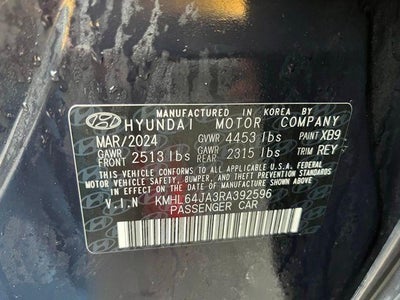 MANUFACTURED IN KOREA BY
HYUNDAI MOTOR COMPANY
MAR/2024 GVWR 4453 lbs PAINT XB9
GAWR FRONT 2513 lbs GAWR REAR 2315 lbs TRIM REY
THIS VEHICLE CONFORMS TO ALL APPLICABLE U.S.A. FEDERAL
MOTOR VEHICLE SAFETY, BUMPER, AND THEFT PREVENTION STANDARDS
IN EFFECT ON THE DATE OF MANUFACTURE SHOWN ABOVE.
V.I.N KMHL64JA3RA392596
PASSENGER CAR